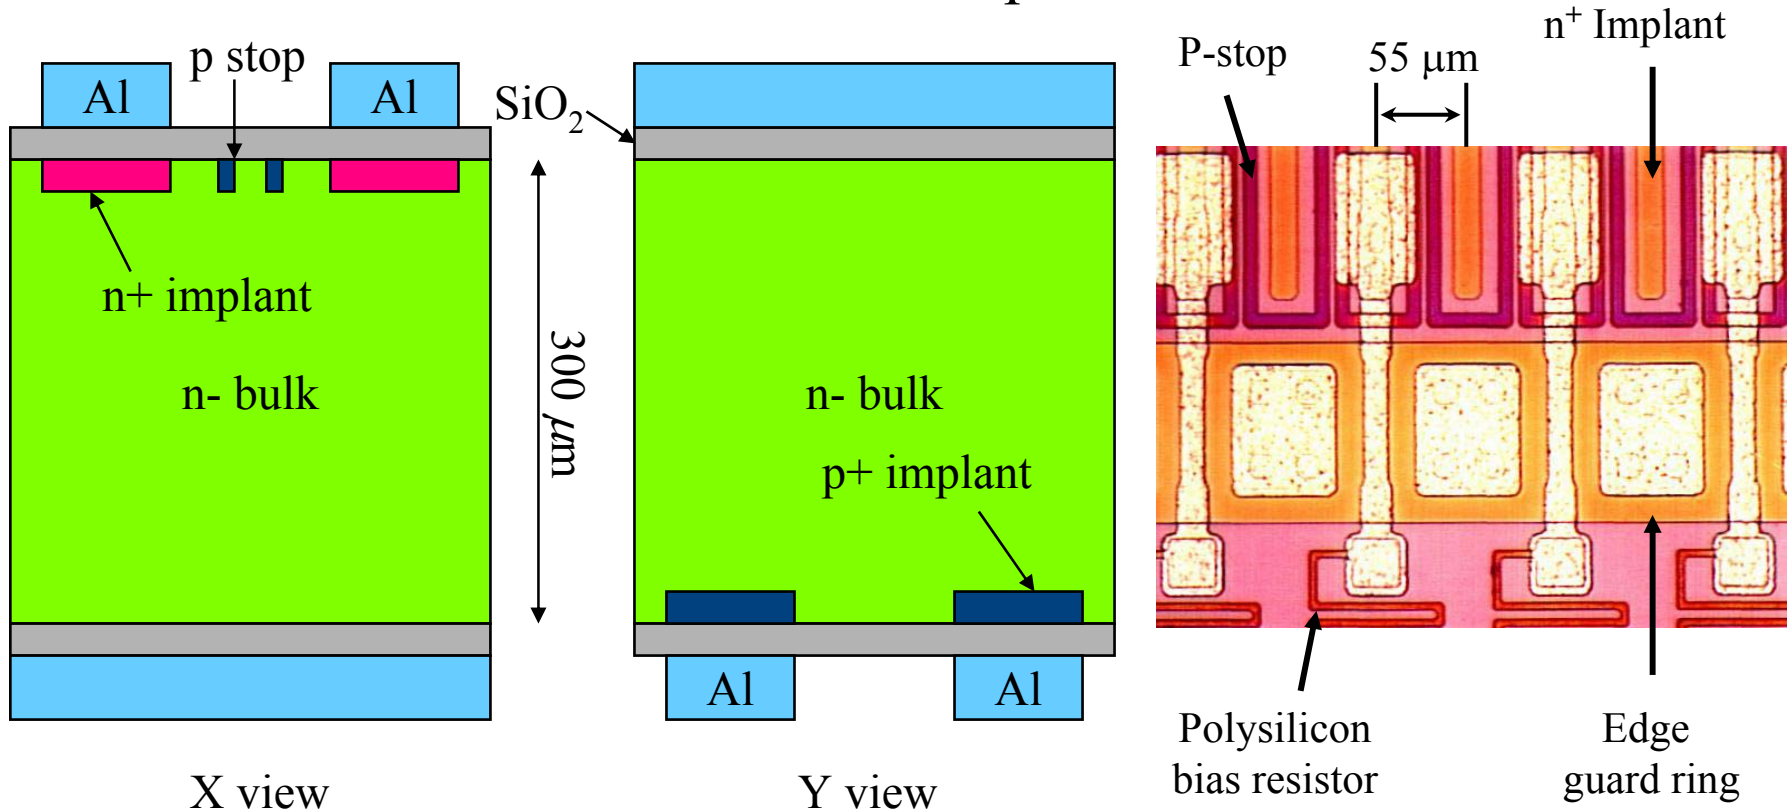 p stop
Al
Al
n+ implant
n- bulk
300 μm
X view
SiO₂
n- bulk
p+ implant
Al
Al
Y view
P-stop
55 μm
n⁺ Implant
Polysilicon
bias resistor
Edge
guard ring